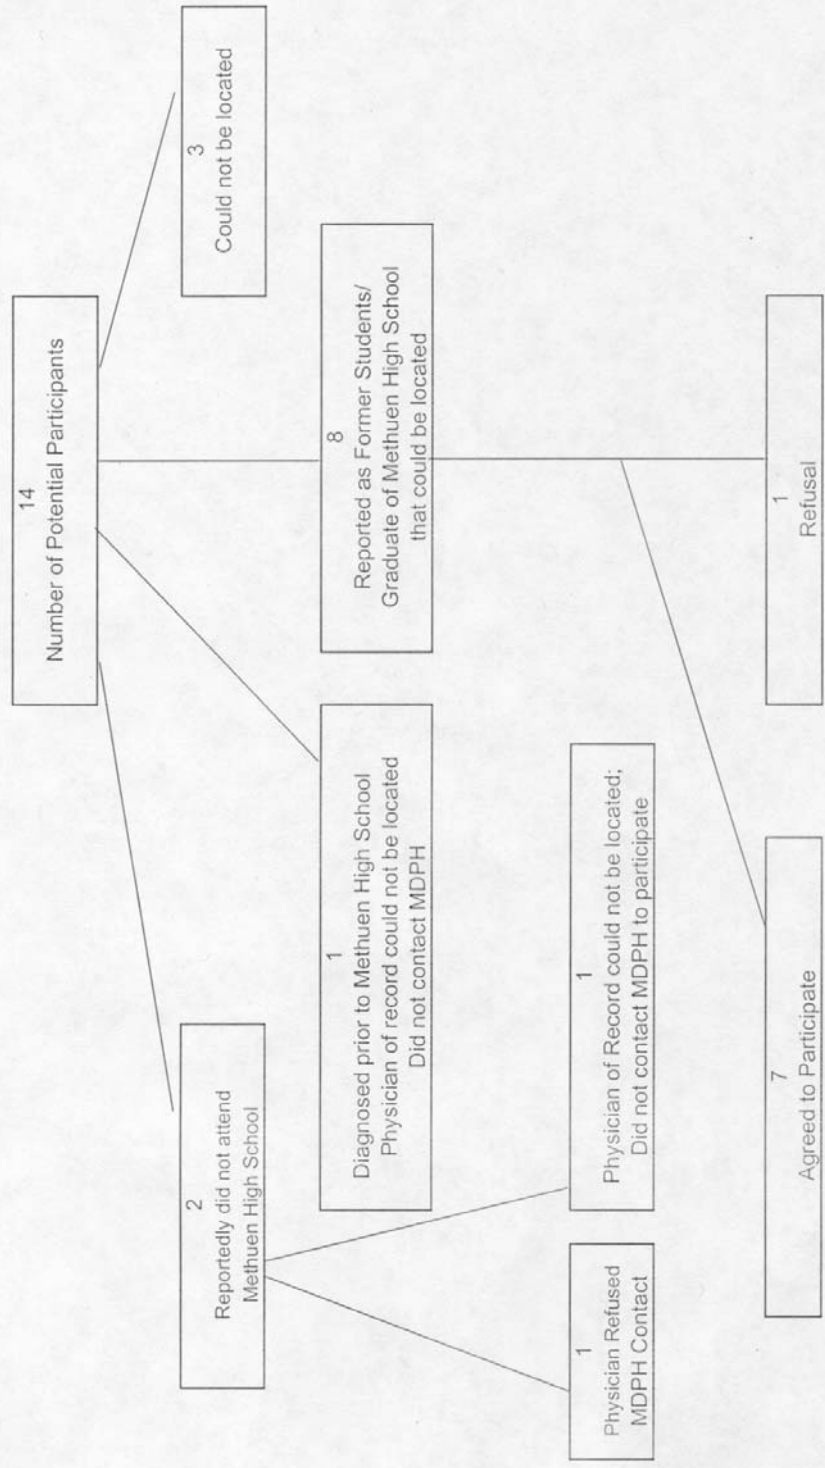 14
Number of Potential Participants
2
Reportedly did not attend
Methuen High School
3
Could not be located
1
Diagnosed prior to Methuen High School
Physician of record could not be located
Did not contact MDPH
8
Reported as Former Students/
Graduate of Methuen High School
that could be located
1
Physician Refused
MDPH Contact
1
Physician of Record could not be located;
Did not contact MDPH to participate
7
Agreed to Participate
1
Refusal